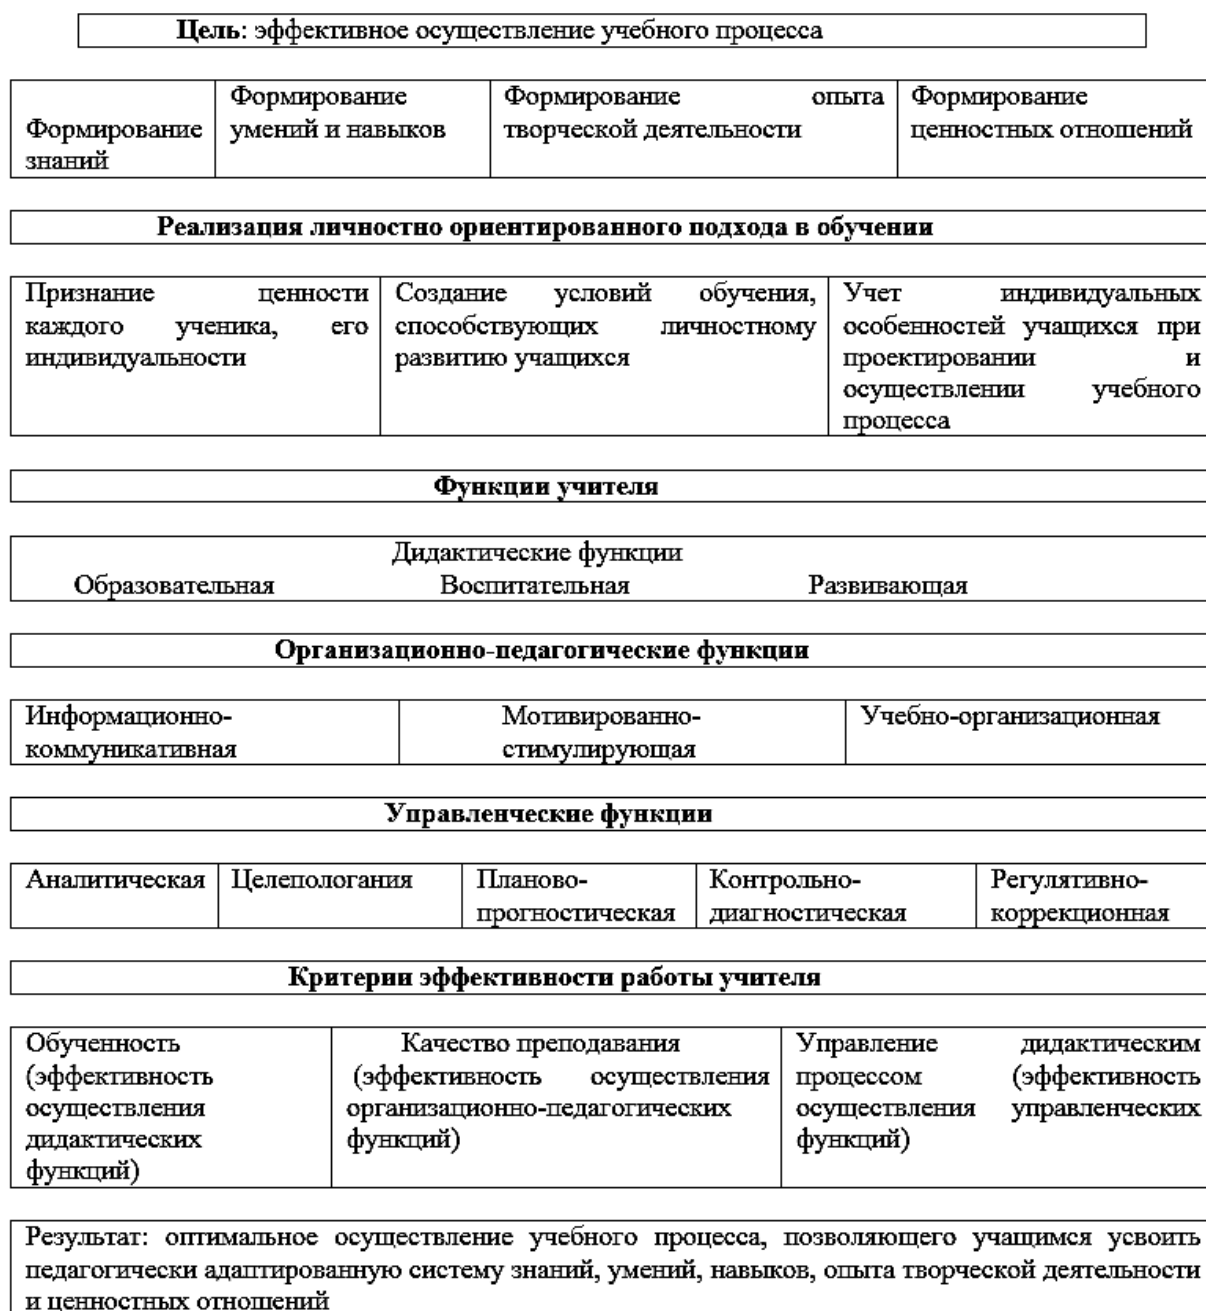 Цель: эффективное осуществление учебного процесса
Формирование
знаний
Формирование
умений и навыков
Формирование опыта
творческой деятельности
Формирование
ценностных отношений
Реализация личностно ориентированного подхода в обучении
Признание ценности
каждого ученика, его
индивидуальности
Создание условий обучения,
способствующих личностному
развитию учащихся
Учет индивидуальных
особенностей учащихся при
проектировании и
осуществлении учебного
процесса
Функции учителя
Дидактические функции
Образовательная Воспитательная Развивающая
Организационно-педагогические функции
Информационно-
коммуникативная
Мотивированно-
стимулирующая
Учебно-организационная
Управленческие функции
Аналитическая
Целепологания
Планово-
прогностическая
Контрольно-
диагностическая
Регулятивно-
коррекционная
Критерии эффективности работы учителя
Обученность
(эффективность
осуществления
дидактических
функций)
Качество преподавания
(эффективность осуществления
организационно-педагогических
функций)
Управление дидактическим
процессом (эффективность
осуществления управленческих
функций)
Результат: оптимальное осуществление учебного процесса, позволяющего учащимся усвоить
педагогически адаптированную систему знаний, умений, навыков, опыта творческой деятельности
и ценностных отношений